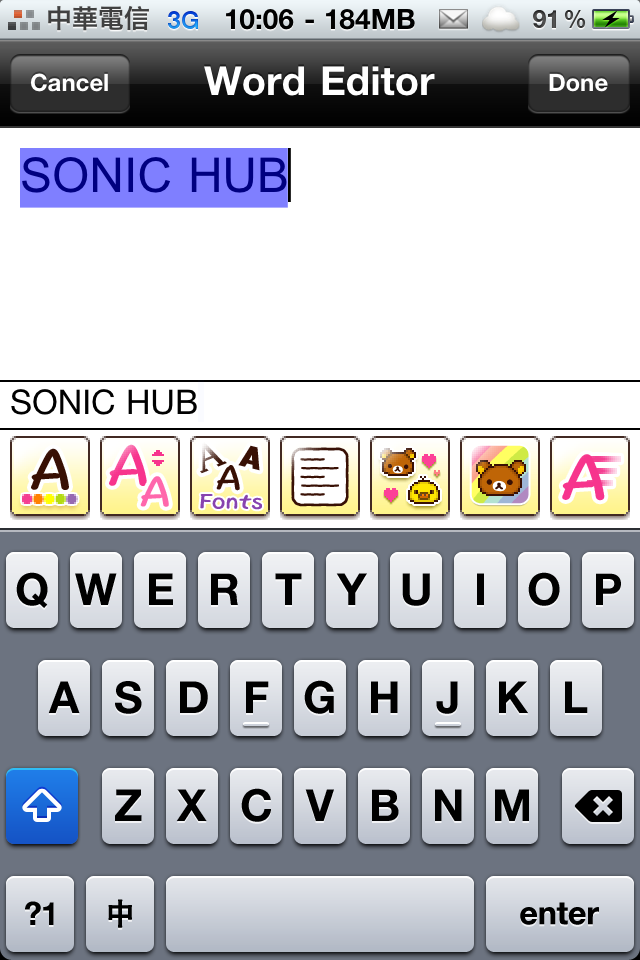 中華電信 3G 10:06 - 184MB 91 %
Cancel Word Editor Done
SONIC HUB
SONIC HUB
A A A A A A Fonts A
Q W E R T Y U I O P
A S D F G H J K L
Z X C V B N M
?1 中 enter